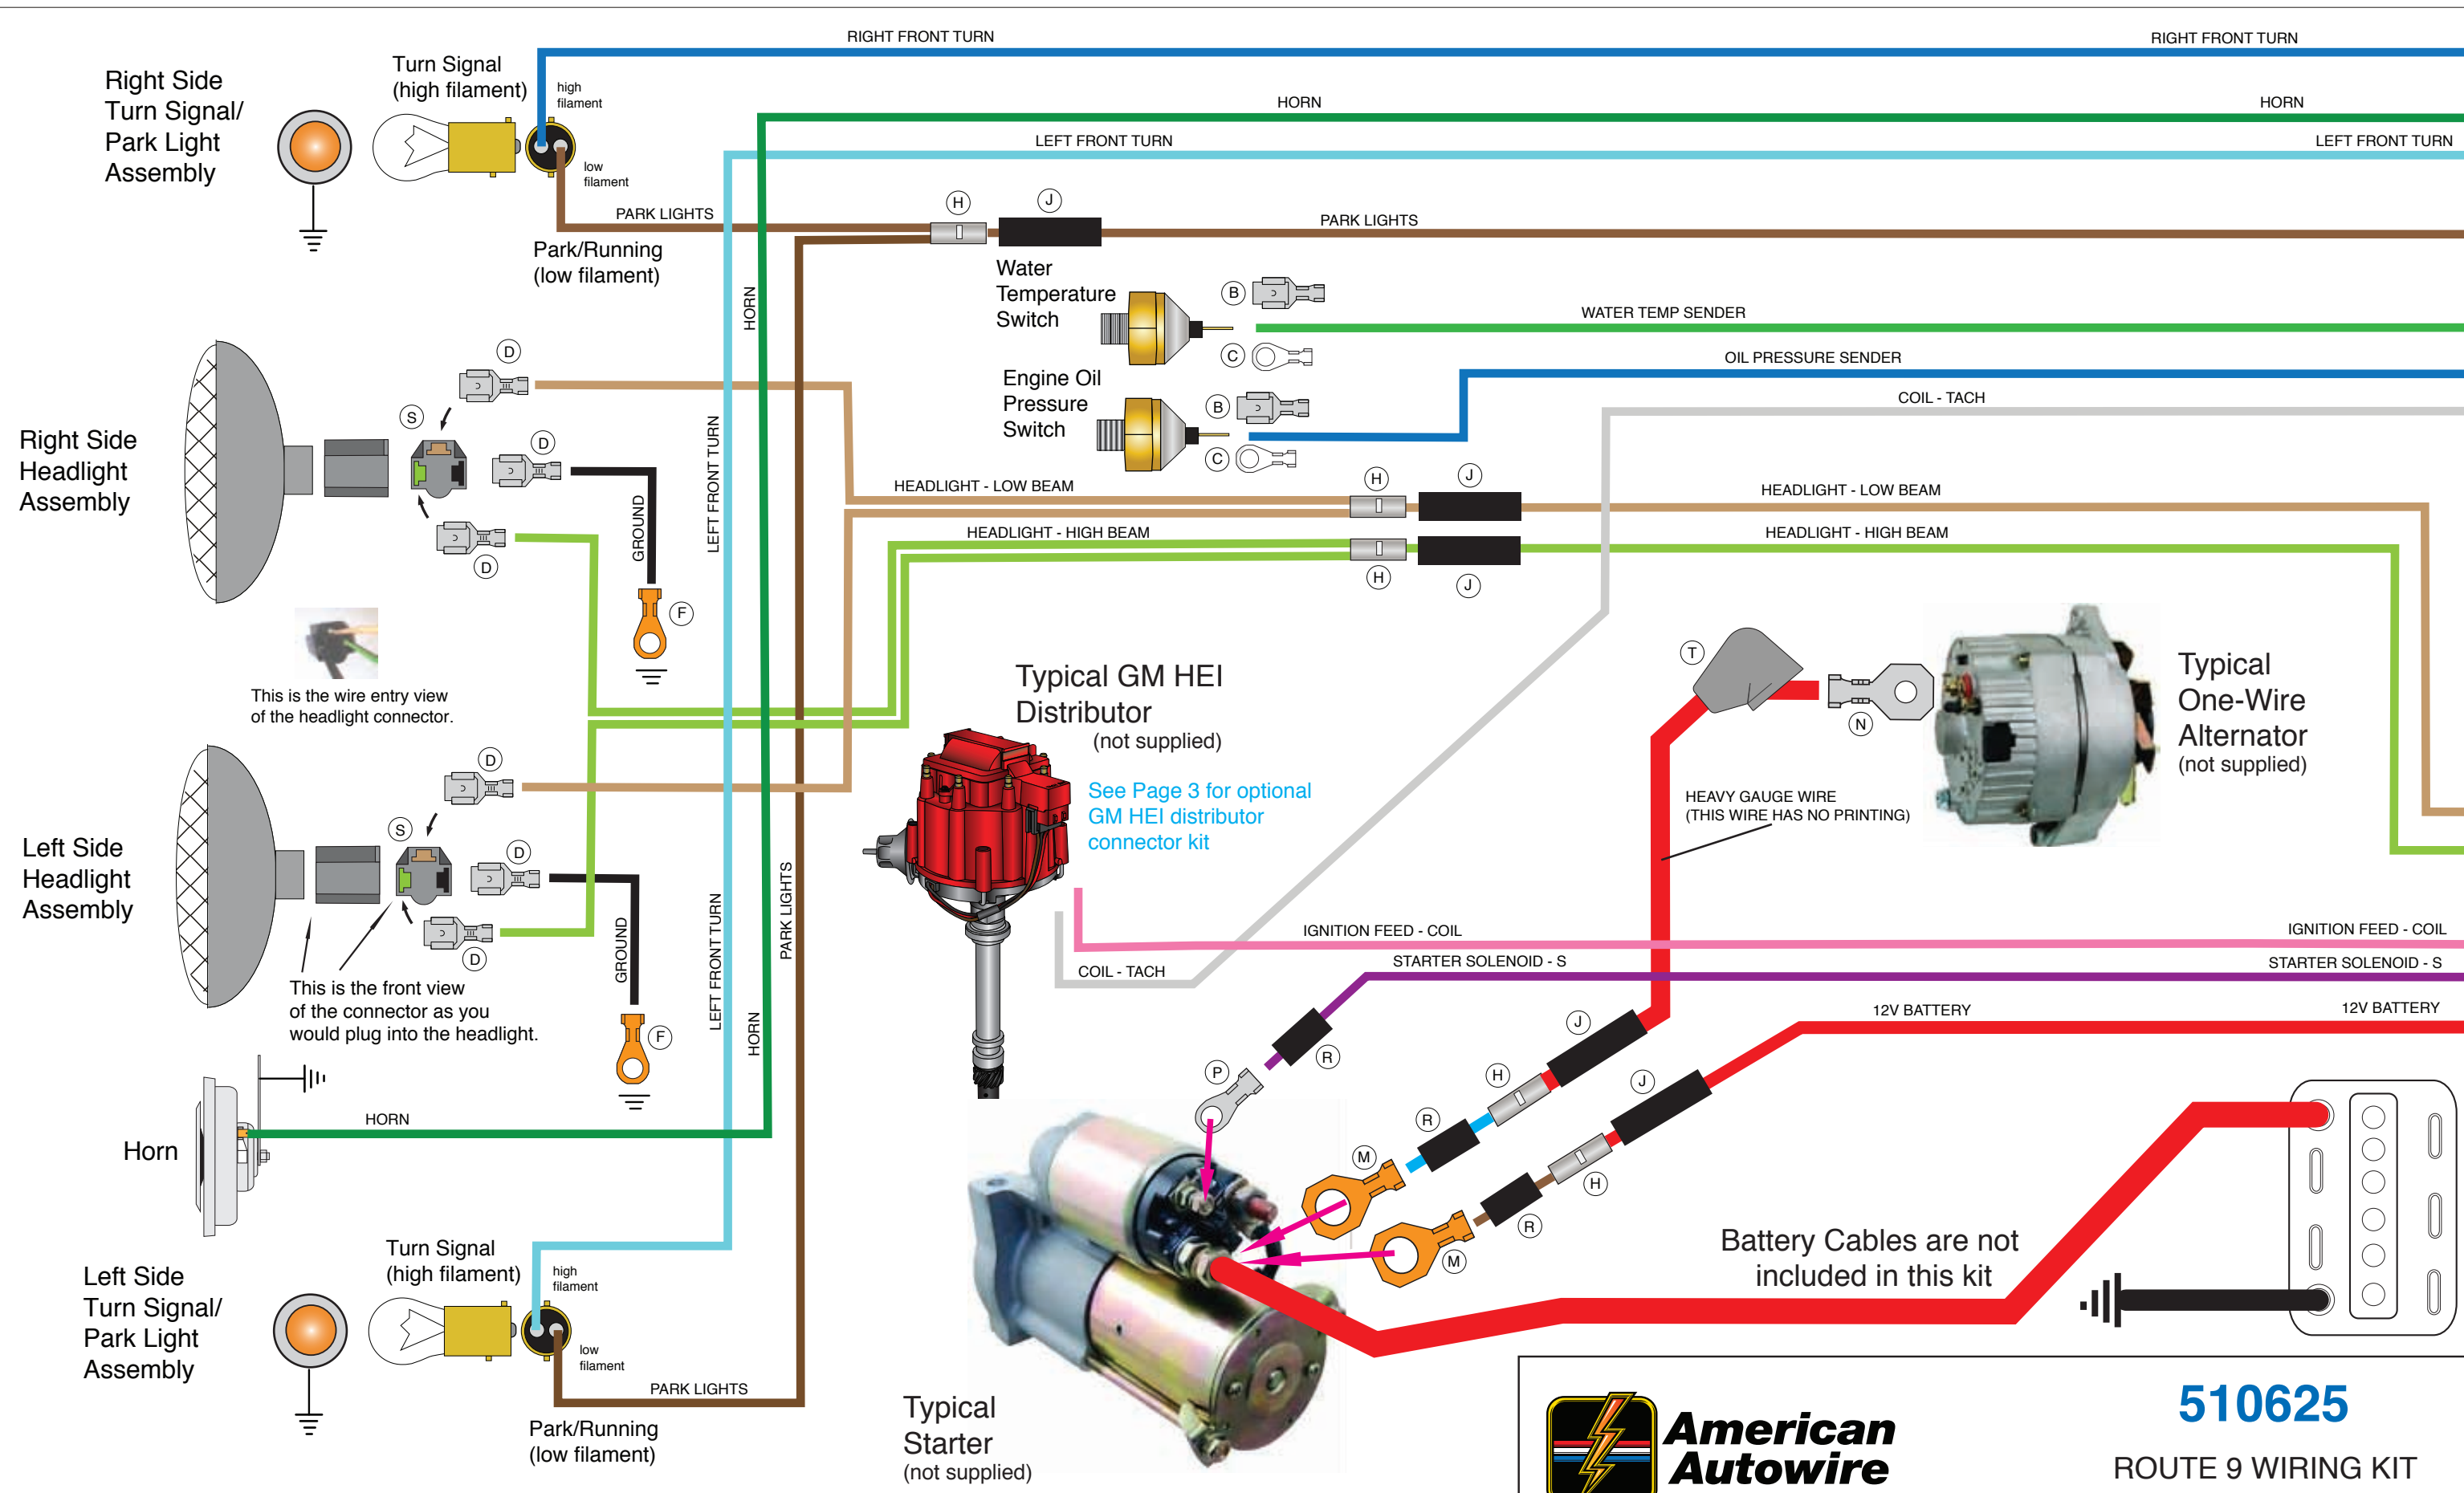 RIGHT FRONT TURN
RIGHT FRONT TURN
Right Side
Turn Signal/
Park Light
Assembly
Turn Signal
(high filament)
high
filament
low
filament
HORN
HORN
LEFT FRONT TURN
LEFT FRONT TURN
PARK LIGHTS
H
J
PARK LIGHTS
Park/Running
(low filament)
Water
Temperature
Switch
B
C
WATER TEMP SENDER
OIL PRESSURE SENDER
COIL - TACH
Engine Oil
Pressure
Switch
B
C
HORN
LEFT FRONT TURN
Right Side
Headlight
Assembly
D
S
D
D
GROUND
F
HEADLIGHT - LOW BEAM
H
J
HEADLIGHT - LOW BEAM
HEADLIGHT - HIGH BEAM
H
J
HEADLIGHT - HIGH BEAM
This is the wire entry view
of the headlight connector.
Typical GM HEI
Distributor
(not supplied)
See Page 3 for optional
GM HEI distributor
connector kit
T
N
Typical
One-Wire
Alternator
(not supplied)
HEAVY GAUGE WIRE
(THIS WIRE HAS NO PRINTING)
Left Side
Headlight
Assembly
D
S
D
D
GROUND
F
This is the front view
of the connector as you
would plug into the headlight.
LEFT FRONT TURN
HORN
PARK LIGHTS
COIL - TACH
IGNITION FEED - COIL
IGNITION FEED - COIL
STARTER SOLENOID - S
STARTER SOLENOID - S
12V BATTERY
12V BATTERY
R
P
J
H
R
M
J
H
R
M
Horn
HORN
Left Side
Turn Signal/
Park Light
Assembly
Turn Signal
(high filament)
high
filament
low
filament
PARK LIGHTS
Park/Running
(low filament)
Typical
Starter
(not supplied)
Battery Cables are not
included in this kit
American
Autowire
510625
ROUTE 9 WIRING KIT